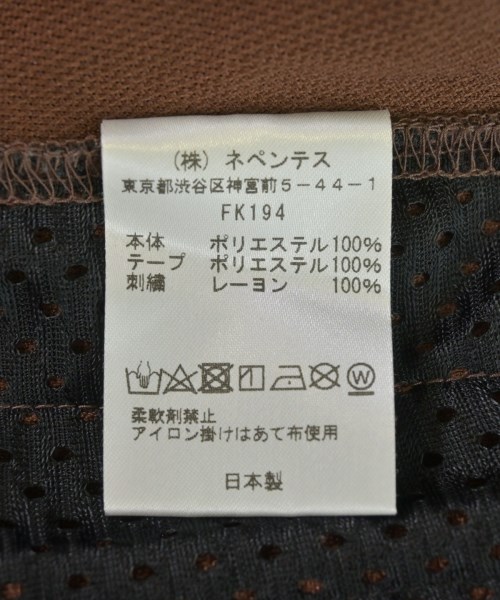 (株) ネペンテス
東京都渋谷区神宮前5-44-1
FK194
本体 ポリエステル100%
テープ ポリエステル100%
刺繍 レーヨン 100%
W
柔軟剤禁止
アイロン掛けはあて布使用
日本製